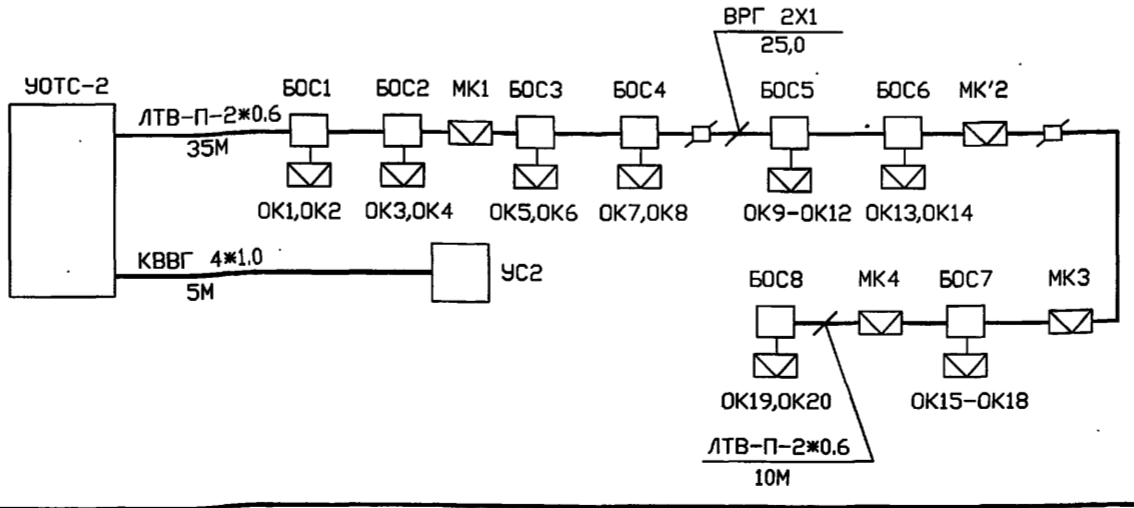 ВРГ 2Х1
25,0
УОТС-2
ЛТВ-П-2*0.6
35М
БОС1
БОС2
МК1
БОС3
БОС4
БОС5
БОС6
МК'2
ОК1,ОК2
ОК3,ОК4
ОК5,ОК6
ОК7,ОК8
ОК9-ОК12
ОК13,ОК14
КВВГ 4*1.0
5М
УС2
БОС8
МК4
БОС7
МК3
ОК19,ОК20
ОК15-ОК18
ЛТВ-П-2*0.6
10М